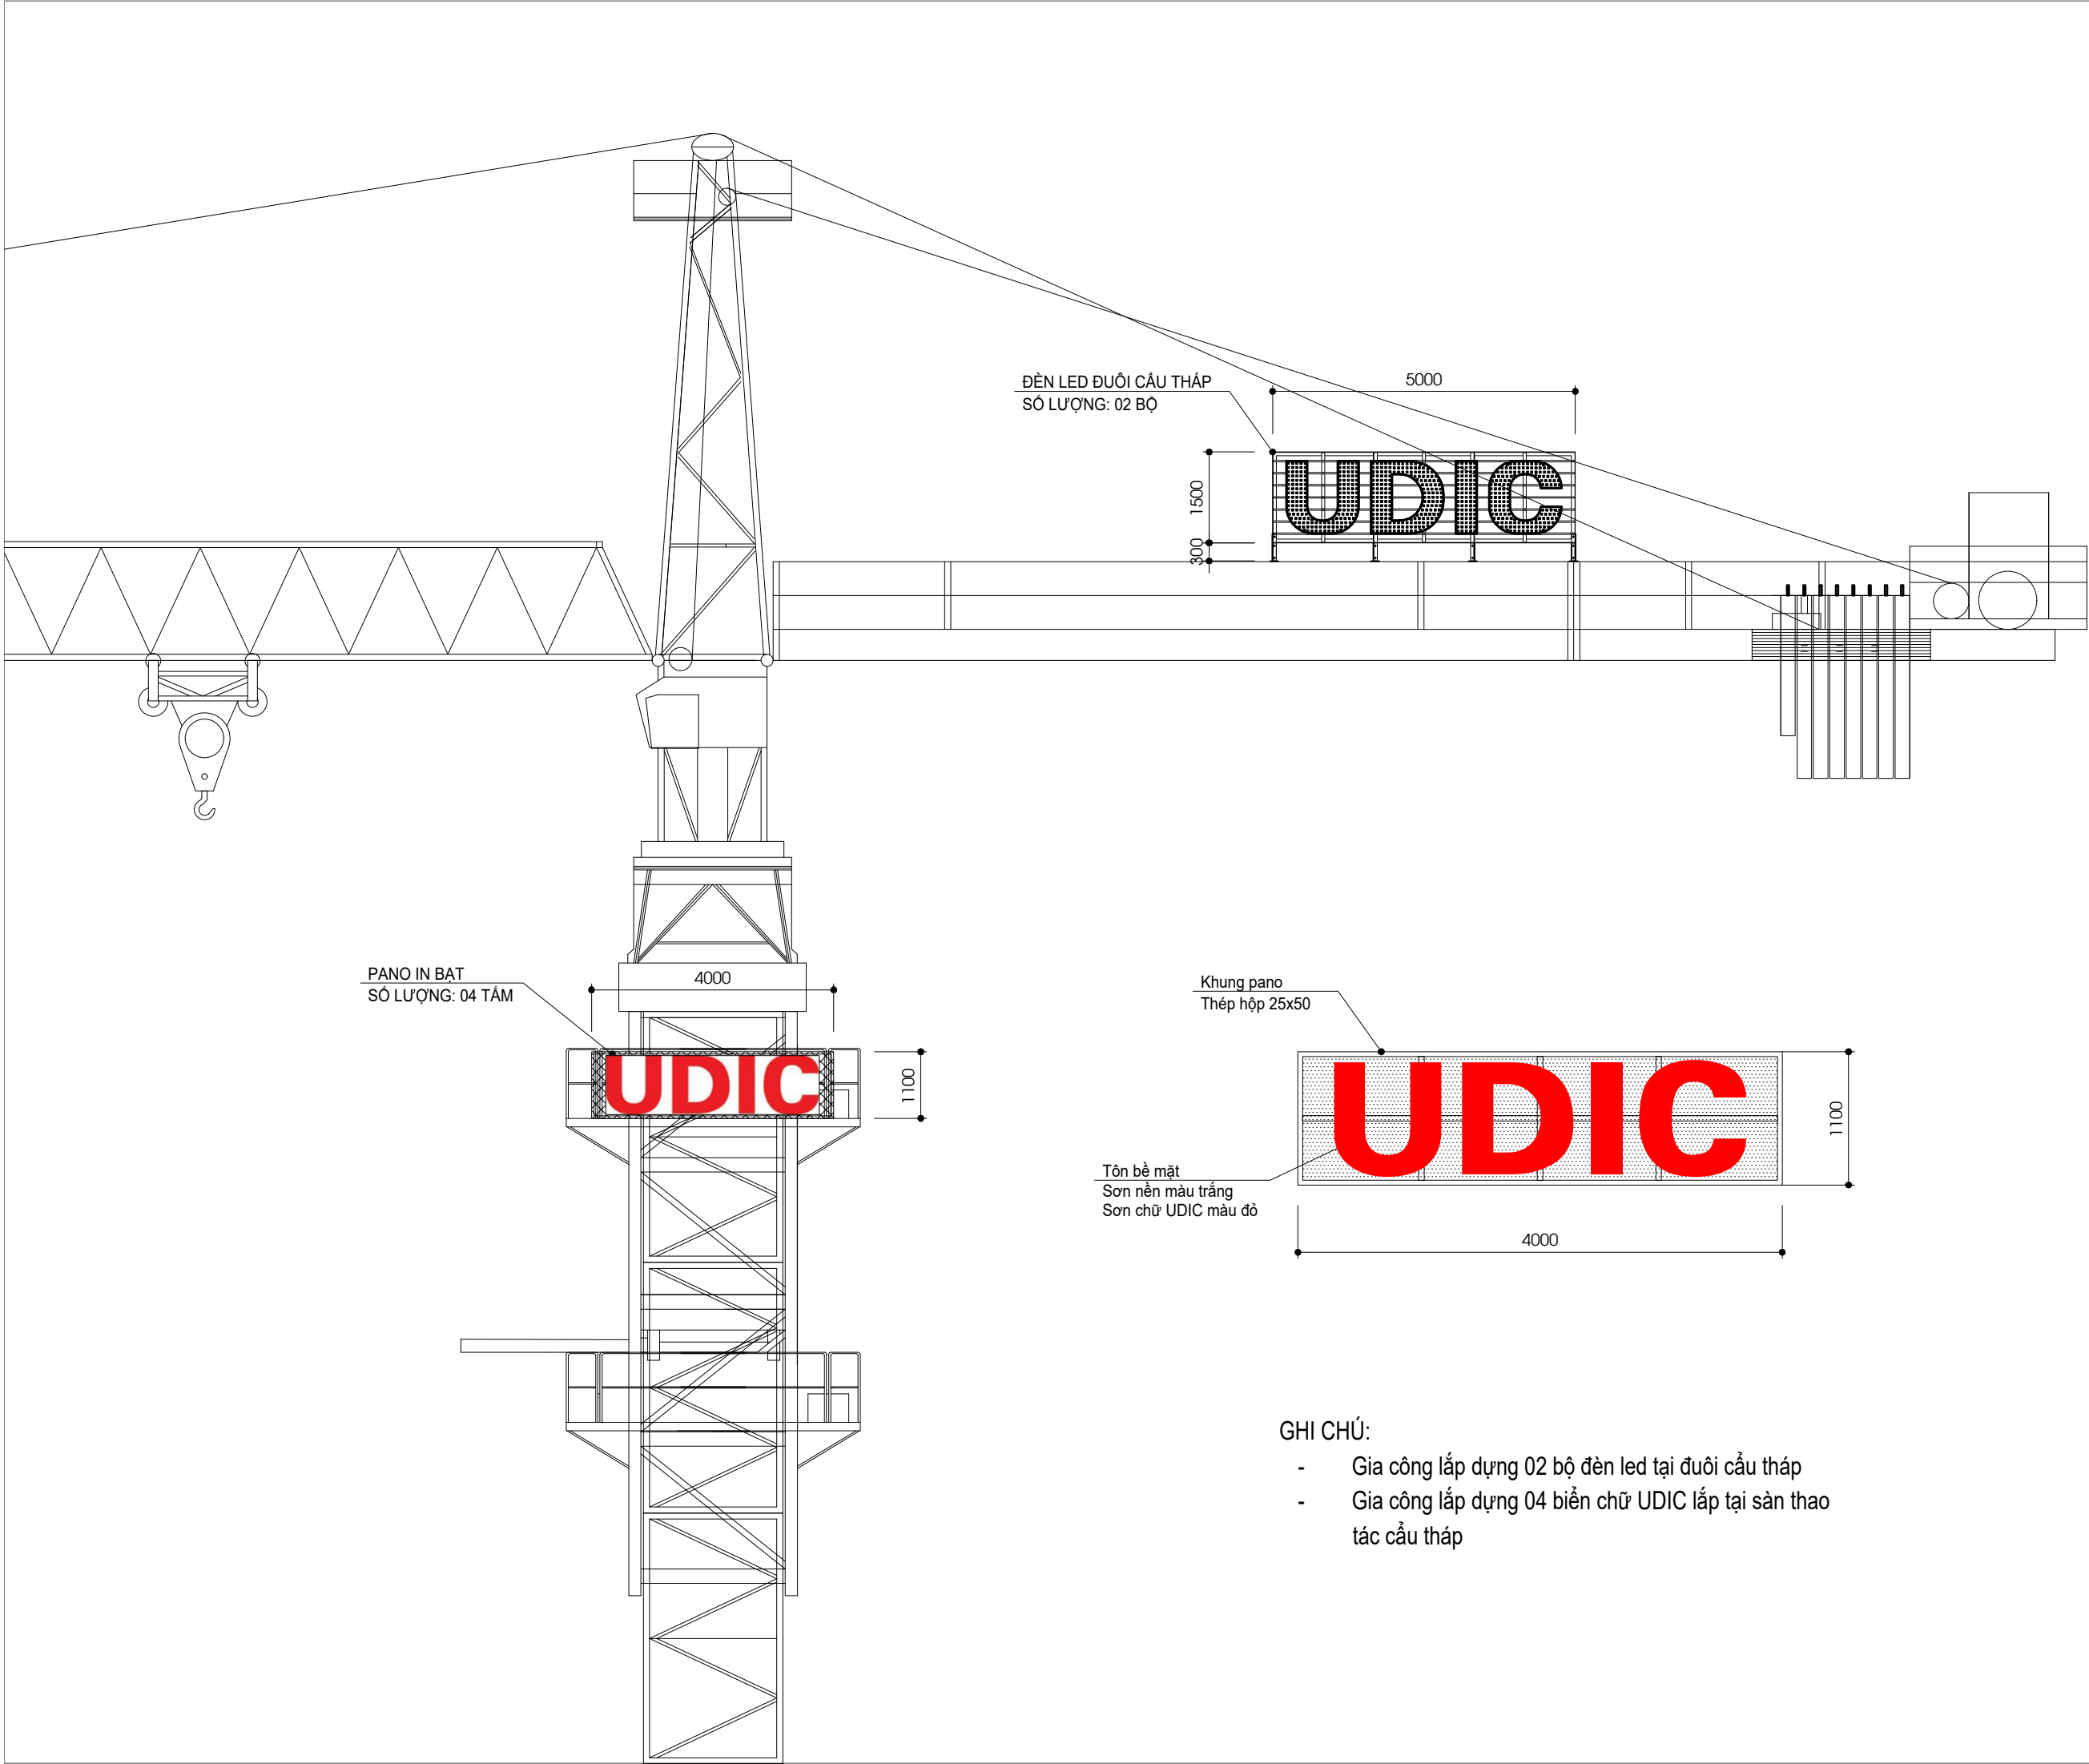 ĐÈN LED ĐUÔI CẨU THÁP
SỐ LƯỢNG: 02 BỘ
5000
1500
300
UDIC
PANO IN BẠT
SỐ LƯỢNG: 04 TẤM
4000
1100
UDIC
Khung pano
Thép hộp 25x50
UDIC
1100
Tôn bề mặt
Sơn nền màu trắng
Sơn chữ UDIC màu đỏ
4000
GHI CHÚ:
- Gia công lắp dựng 02 bộ đèn led tại đuôi cẩu tháp
- Gia công lắp dựng 04 biển chữ UDIC lắp tại sàn thao
tác cẩu tháp